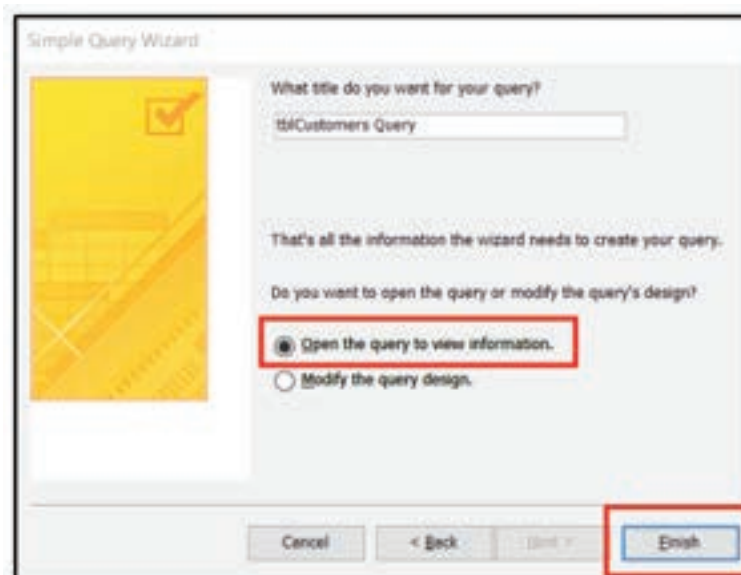 Simple Query Wizard
What title do you want for your query?
tblCustomers Query
That's all the information the wizard needs to create your query.
Do you want to open the query or modify the query's design?
Open the query to view information.
Modify the query design.
Cancel
< Back
Next >
Finish